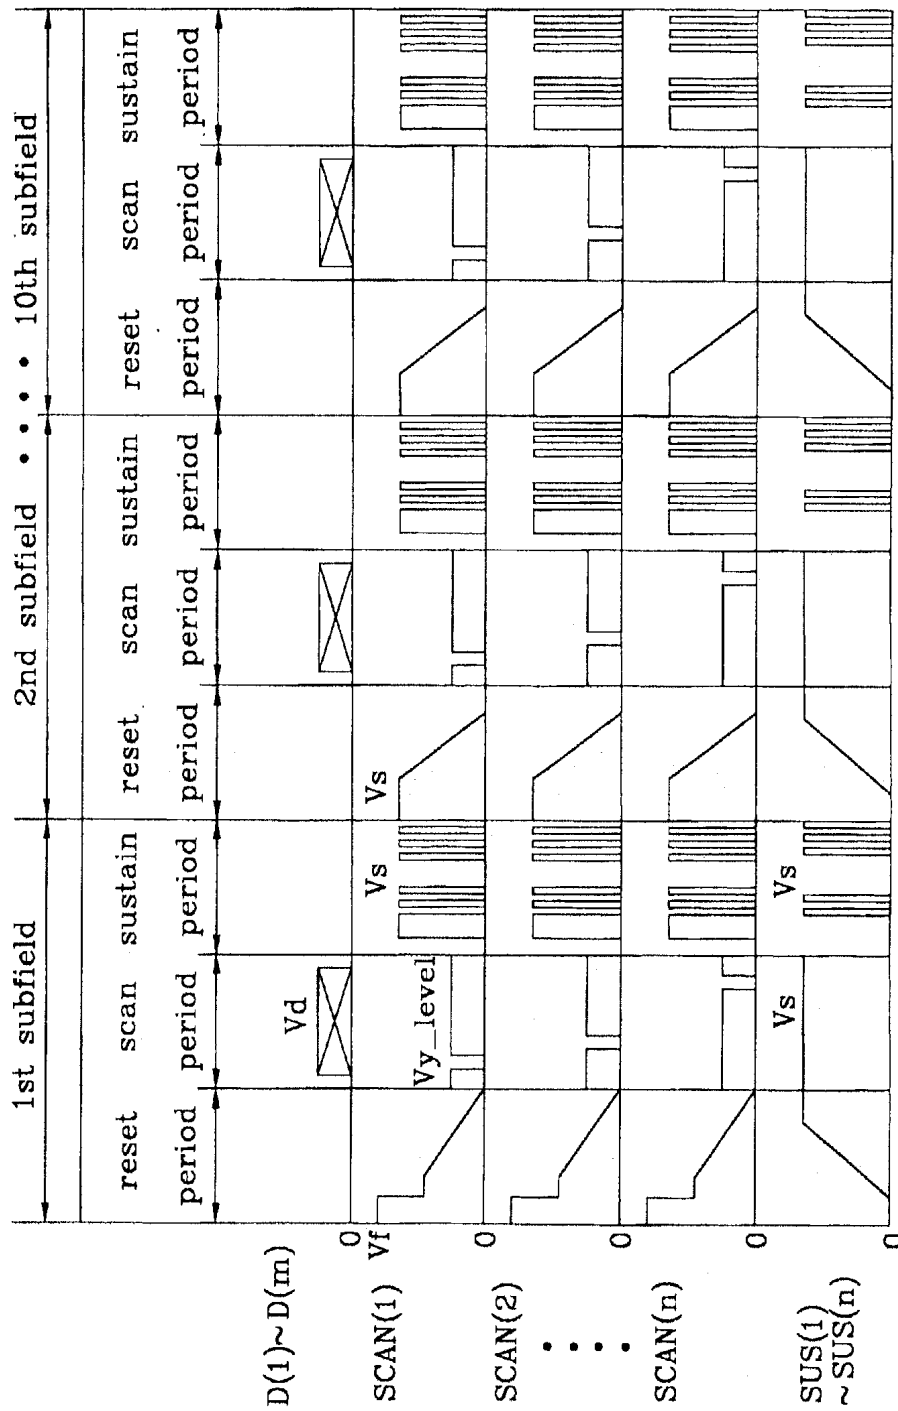 1st subfield 2nd subfield • • • 10th subfield
reset scan sustain reset scan sustain reset scan sustain
period period period period period period period period period
D(1)~D(m) 0 Vd
SCAN(1) Vf 0 Vy_level Vs Vs
SCAN(2) 0
• • • •
SCAN(n) 0
SUS(1) Vs Vs
~SUS(n) 0